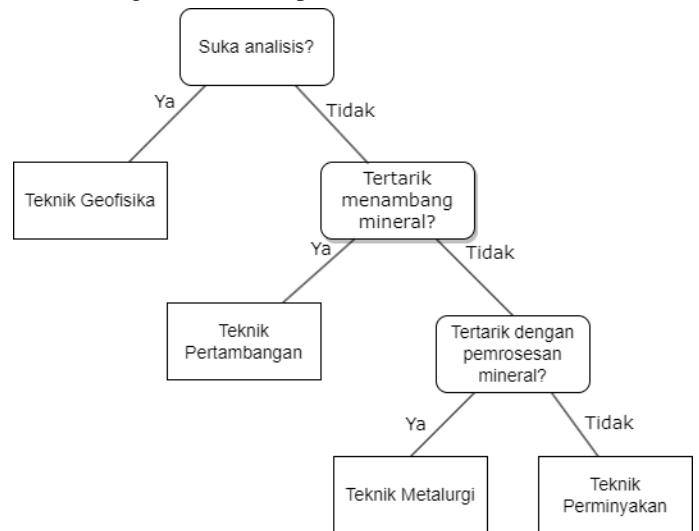 Suka analisis?
Ya
Tidak
Teknik Geofisika
Tertarik
menambang
mineral?
Ya
Tidak
Teknik
Pertambangan
Tertarik dengan
pemrosesan
mineral?
Ya
Tidak
Teknik Metalurgi
Teknik
Perminyakan